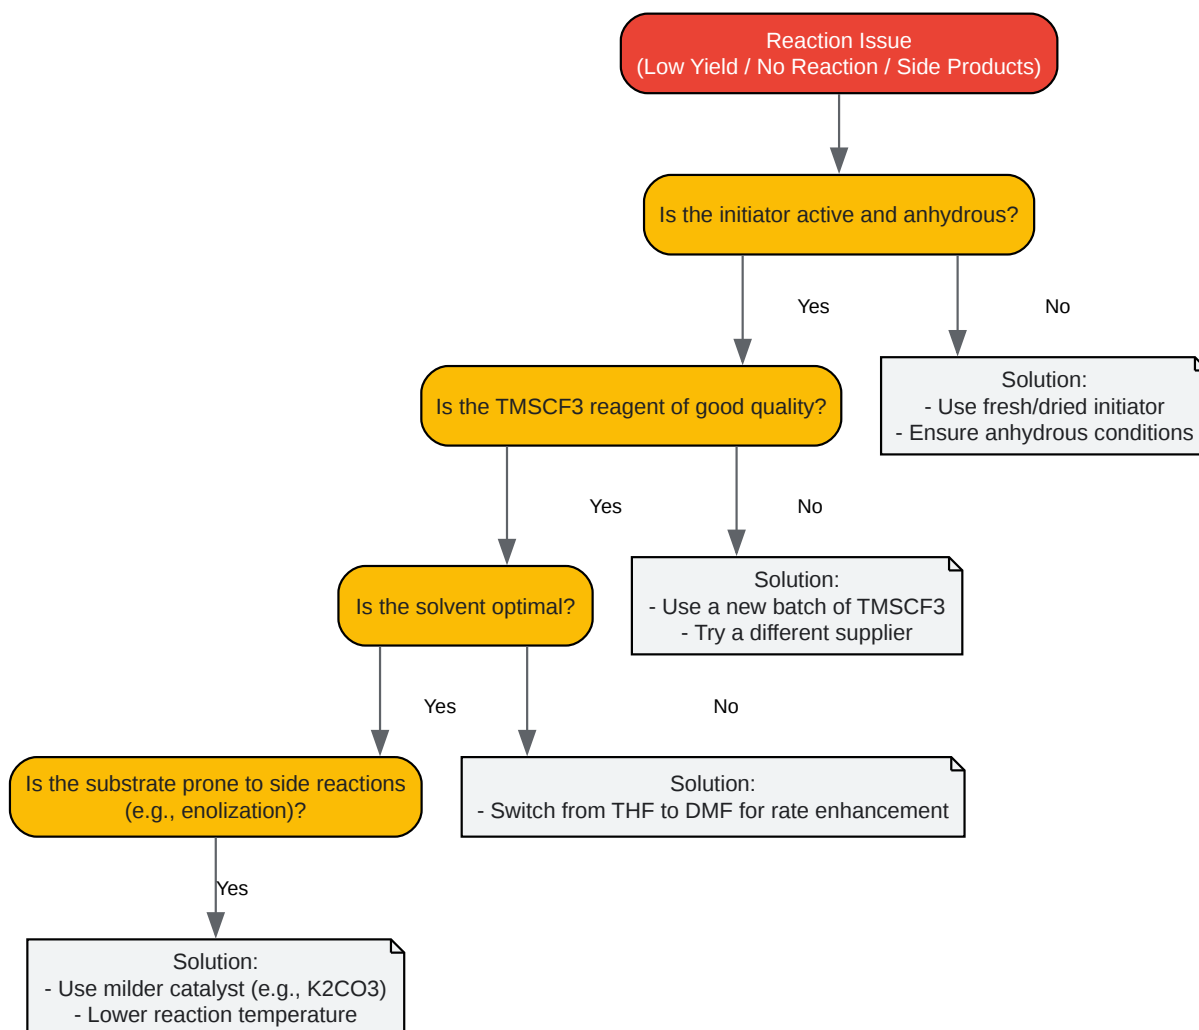 Reaction Issue
(Low Yield / No Reaction / Side Products)
Is the initiator active and anhydrous?
Yes
No
Is the TMSCF3 reagent of good quality?
Solution:
- Use fresh/dried initiator
- Ensure anhydrous conditions
Yes
No
Is the solvent optimal?
Solution:
- Use a new batch of TMSCF3
- Try a different supplier
Yes
No
Is the substrate prone to side reactions
(e.g., enolization)?
Solution:
- Switch from THF to DMF for rate enhancement
Yes
Solution:
- Use milder catalyst (e.g., K2CO3)
- Lower reaction temperature